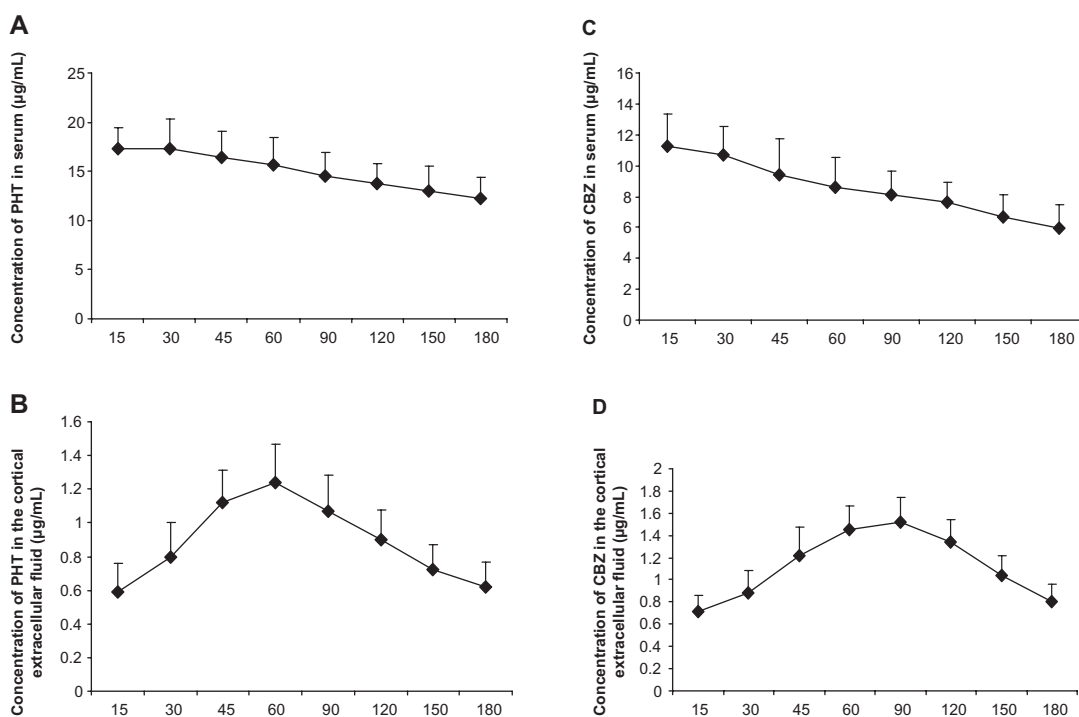 A
Concentration of PHT in serum (µg/mL)
25
20
15
10
5
0
15 30 45 60 90 120 150 180
C
Concentration of CBZ in serum (µg/mL)
16
14
12
10
8
6
4
2
0
15 30 45 60 90 120 150 180
B
Concentration of PHT in the cortical
extracellular fluid (µg/mL)
1.6
1.4
1.2
1
0.8
0.6
0.4
0.2
0
15 30 45 60 90 120 150 180
D
Concentration of CBZ in the cortical
extracellular fluid (µg/mL)
2
1.8
1.6
1.4
1.2
1
0.8
0.6
0.4
0.2
0
15 30 45 60 90 120 150 180